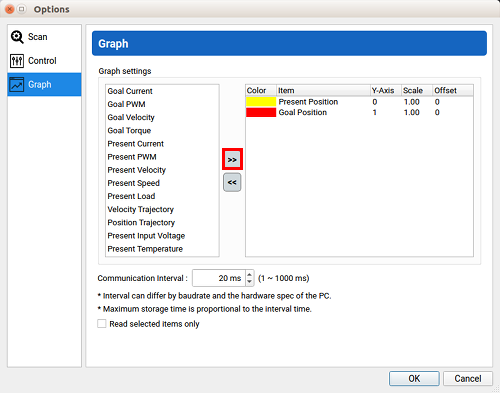 Options
Scan
Control
Graph
Graph
Graph settings
Goal Current
Goal PWM
Goal Velocity
Goal Torque
Present Current
Present PWM
Present Velocity
Present Speed
Present Load
Velocity Trajectory
Position Trajectory
Present Input Voltage
Present Temperature
>>
<<
Color Item Y-Axis Scale Offset
Present Position 0 1.00 0
Goal Position 1 1.00 0
Communication Interval : 20 ms (1 ~ 1000 ms)
* Interval can differ by baudrate and the hardware spec of the PC.
* Maximum storage time is proportional to the interval time.
Read selected items only
OK Cancel